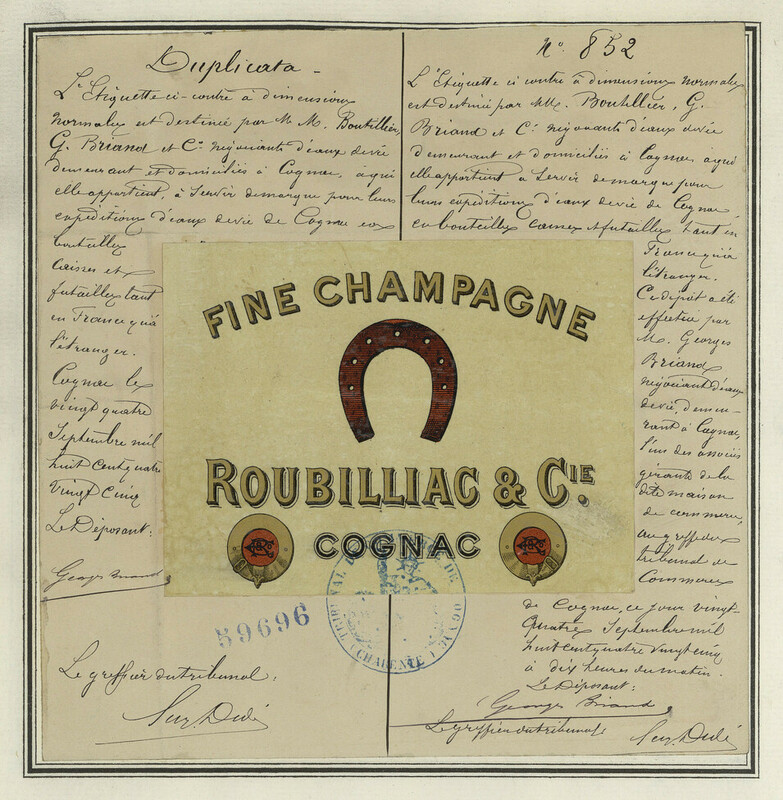 Duplicata -
L'Etiquette ci-contre à dimensions
normales est destinée par M M. Boutillier,
G. Briand et Cie négociants d'eaux de vie
demeurant et domiciliés à Cognac, a qui
elle appartient, à servir de marque pour leurs
expéditions d'eaux de vie de Cognac en
bouteilles
caisses et
futailles tant
en France qu'à
l'étranger.
Cognac le
vingt quatre
Septembre mil
huit cent quatre
vingt cinq
Le Déposant:
Georges Briand
Le greffier du tribunal:
No. 852
L'Etiquette ci contre à dimensions normales
est destinée par MM. Boutillier, G.
Briand et Cie négociants d'eaux de vie
demeurant et domiciliés à Cognac, à qui
elle appartient à servir de marque pour
leurs expéditions d'eaux de vie de Cognac,
en bouteilles caisses et futailles tant en
France qu'à
l'étranger.
Ce dépôt a été
effectué par
M. Georges
Briand
négociant d'eaux
de vie, demeu-
rant à Cognac,
l'un des associés
gérants de la
dite maison
de commerce,
au greffe du
tribunal de
Commerce
de Cognac, ce jour vingt-
quatre Septembre mil
huit cent quatre vingt cinq
à dix heures du matin.
Le Déposant:
Georges Briand
Le greffier du tribunal
FINE CHAMPAGNE
ROUBILLIAC & CIE.
COGNAC
59696